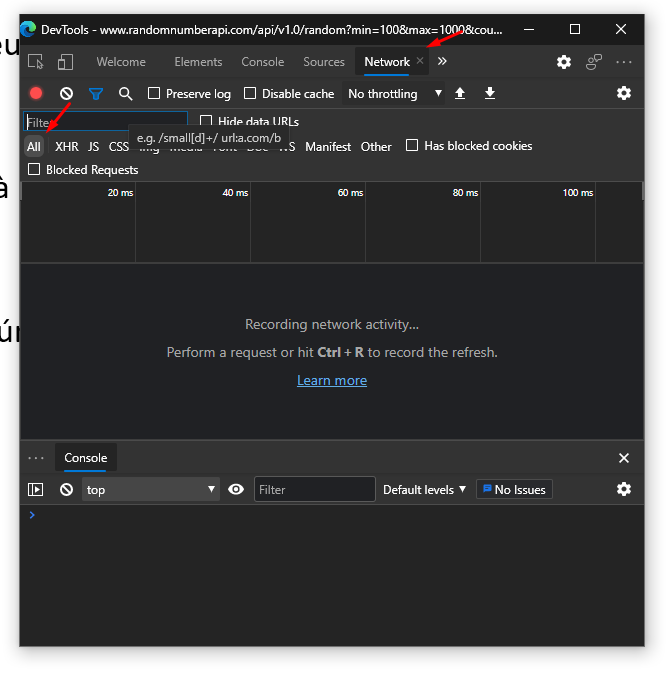 DevTools - www.randomnumberapi.com/api/v1.0/random?min=100&max=1000&cou...
Welcome Elements Console Sources Network
Preserve log Disable cache No throttling
Filter Hide data URLs
e.g. /small[d]+/ url:a.com/b
All XHR JS CSS Img Media Font Doc WS Manifest Other Has blocked cookies
Blocked Requests
20 ms 40 ms 60 ms 80 ms 100 ms
à
Recording network activity...
Perform a request or hit Ctrl + R to record the refresh.
Learn more
Console
top Filter Default levels No Issues